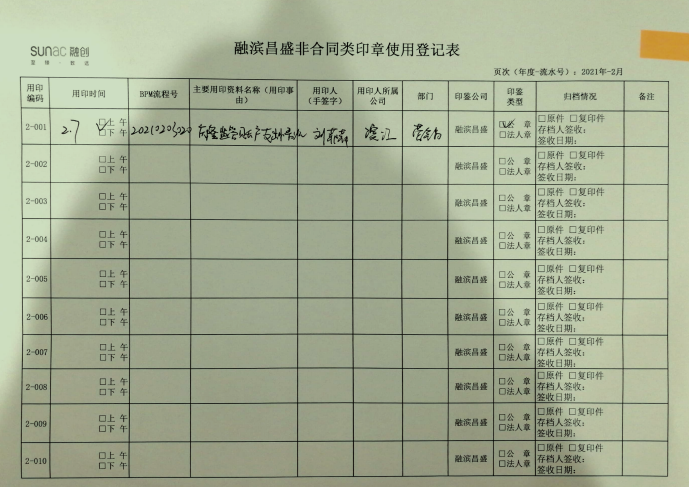 sunac 融创
融滨昌盛非合同类印章使用登记表
页次（年度-流水号）：2021年-2月
用印编码 用印时间 BPM流程号 主要用印资料名称（用印事由） 用印人（手签字） 用印人所属公司 部门 印鉴公司 印鉴类型 归档情况 备注
2-001 2.7 □上 午 □下 午 融滨昌盛 公 章 □法人章 □原件 □复印件 存档人签收： 签收日期：
2-002 □上 午 □下 午 融滨昌盛 □公 章 □法人章 □原件 □复印件 存档人签收： 签收日期：
2-003 □上 午 □下 午 融滨昌盛 □公 章 □法人章 □原件 □复印件 存档人签收： 签收日期：
2-004 □上 午 □下 午 融滨昌盛 □公 章 □法人章 □原件 □复印件 存档人签收： 签收日期：
2-005 □上 午 □下 午 融滨昌盛 □公 章 □法人章 □原件 □复印件 存档人签收： 签收日期：
2-006 □上 午 □下 午 融滨昌盛 □公 章 □法人章 □原件 □复印件 存档人签收： 签收日期：
2-007 □上 午 □下 午 融滨昌盛 □公 章 □法人章 □原件 □复印件 存档人签收： 签收日期：
2-008 □上 午 □下 午 融滨昌盛 □公 章 □法人章 □原件 □复印件 存档人签收： 签收日期：
2-009 □上 午 □下 午 融滨昌盛 □公 章 □法人章 □原件 □复印件 存档人签收： 签收日期：
2-010 □上 午 □下 午 融滨昌盛 □公 章 □法人章 □原件 □复印件 存档人签收： 签收日期：